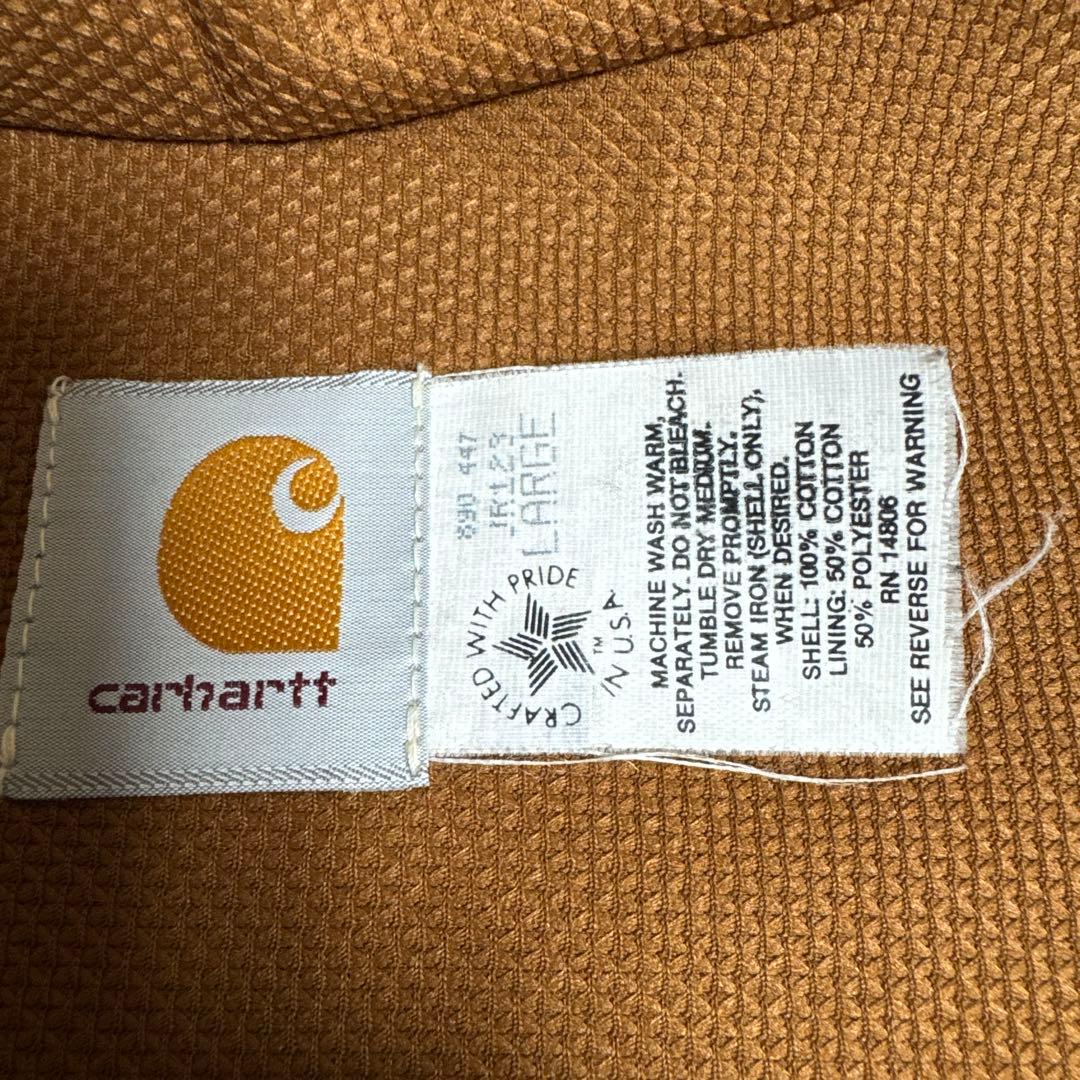 carhartt
890 447
JR123
LARGE
CRAFTED WITH PRIDE
IN U.S.A.
TM
MACHINE WASH WARM,
SEPARATELY. DO NOT BLEACH.
TUMBLE DRY MEDIUM.
REMOVE PROMPTLY.
STEAM IRON (SHELL ONLY),
WHEN DESIRED.
SHELL: 100% COTTON
LINING: 50% COTTON
50% POLYESTER
RN 14806
SEE REVERSE FOR WARNING